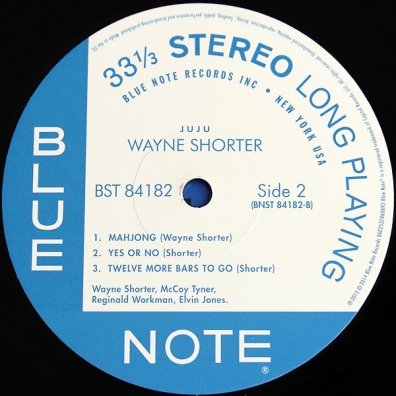 33⅓ STEREO LONG PLAYING
BLUE NOTE RECORDS INC • NEW YORK USA
JUJU
WAYNE SHORTER
BST 84182
Side 2
(BNST 84182-B)
1. MAHJONG (Wayne Shorter)
2. YES OR NO (Shorter)
3. TWELVE MORE BARS TO GO (Shorter)
Wayne Shorter, McCoy Tyner,
Reginald Workman, Elvin Jones.
BLUE
NOTE®